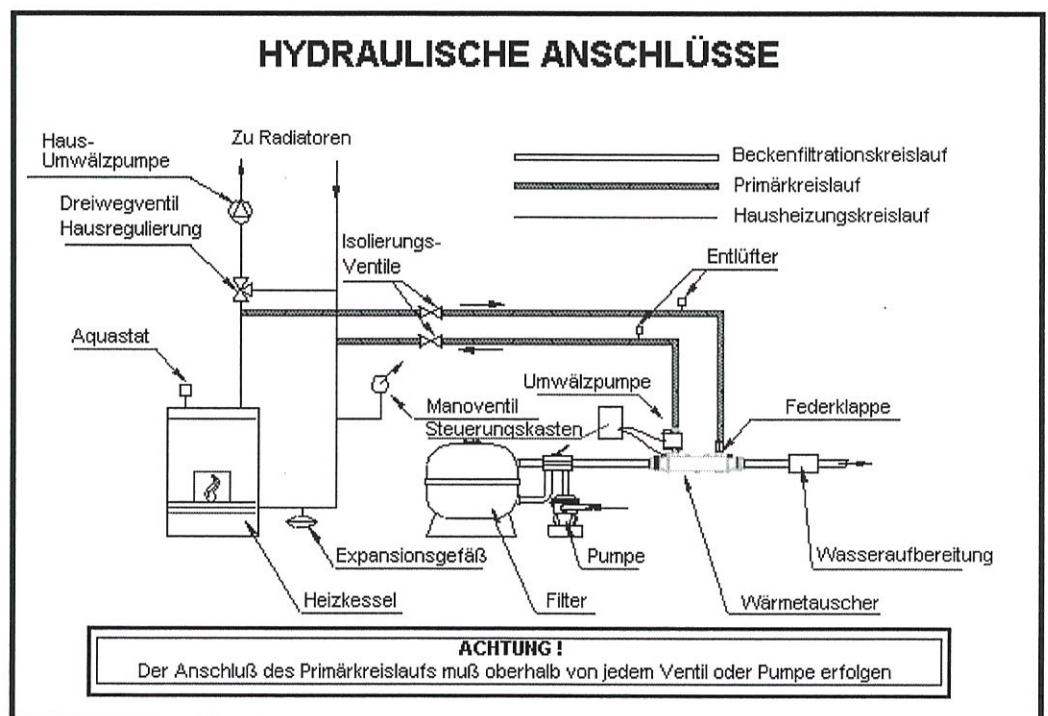 HYDRAULISCHE ANSCHLÜSSE
Haus-
Umwälzpumpe
Zu Radiatoren
Beckenfiltrationskreislauf
Primärkreislauf
Hausheizungskreislauf
Dreiwegventil
Hausregulierung
Isolierungs-
Ventile
Entlüfter
Aquastat
Umwälzpumpe
Manoventil
Federklappe
Steuerungskasten
Expansionsgefäß
Pumpe
Wasseraufbereitung
Heizkessel
Filter
Wärmetauscher
ACHTUNG !
Der Anschluß des Primärkreislaufs muß oberhalb von jedem Ventil oder Pumpe erfolgen